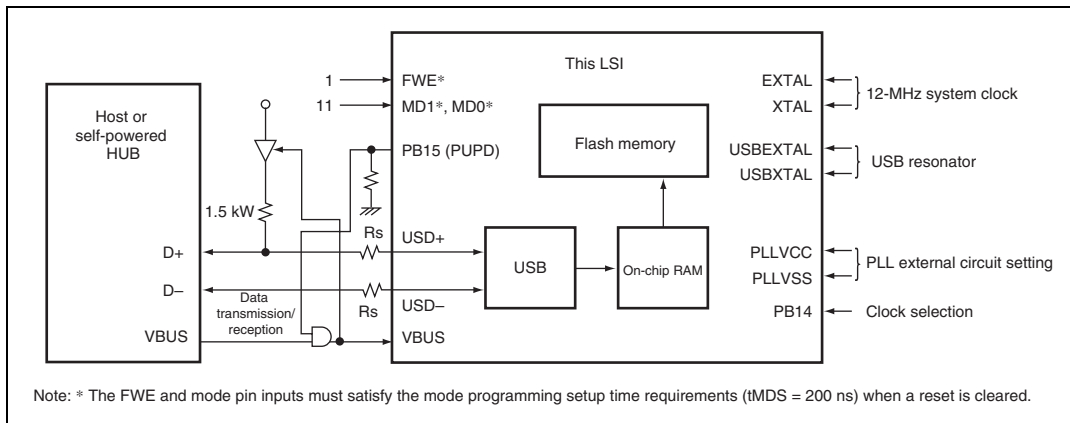 This LSI
Host or
self-powered
HUB
1
FWE*
11
MD1*, MD0*
PB15 (PUPD)
1.5 kW
D+
Rs
USD+
D−
Rs
USD−
Data
transmission/
reception
VBUS
VBUS
Flash memory
USB
On-chip RAM
EXTAL
XTAL
12-MHz system clock
USBEXTAL
USBXTAL
USB resonator
PLLVCC
PLLVSS
PLL external circuit setting
PB14
Clock selection
Note: * The FWE and mode pin inputs must satisfy the mode programming setup time requirements (tMDS = 200 ns) when a reset is cleared.